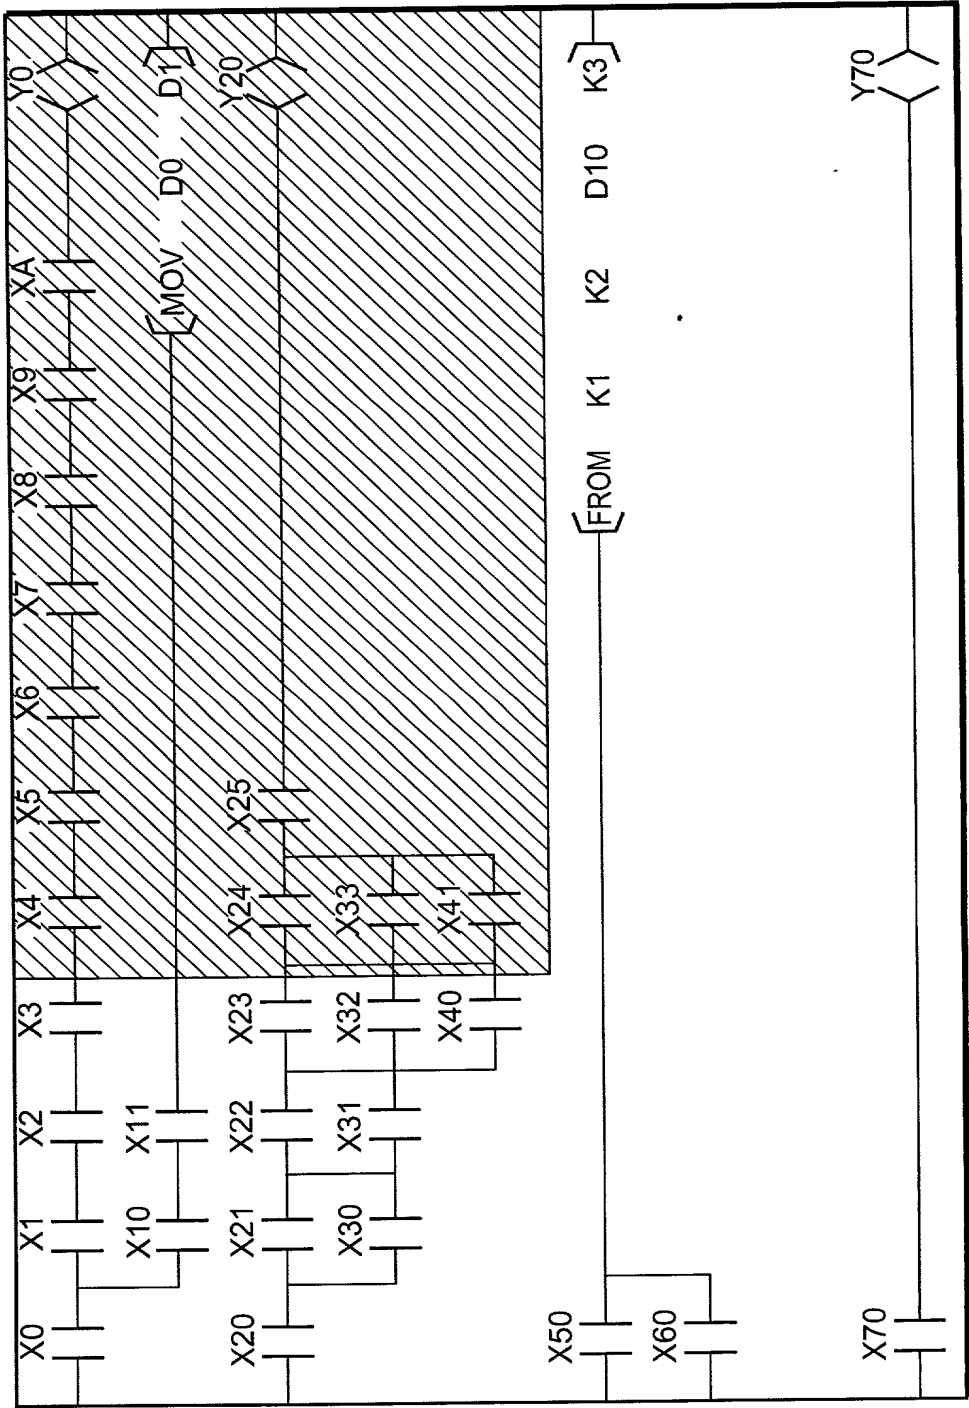 X0 X1 X2 X3 X4 X5 X6 X7 X8 X9 XA Y0
X10 X11 MOV D0 D1
X20 X21 X22 X23 X24 X25 Y20
X30 X31 X32 X33
X40 X41
X50 FROM K1 K2 D10 K3
X60
X70 Y70